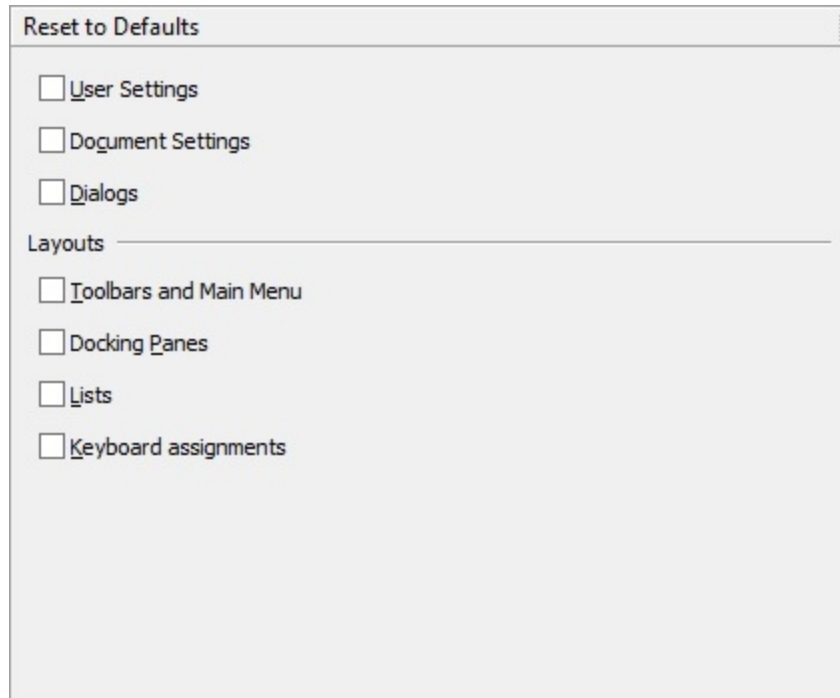 Reset to Defaults
User Settings
Document Settings
Dialogs
Layouts
Toolbars and Main Menu
Docking Panes
Lists
Keyboard assignments